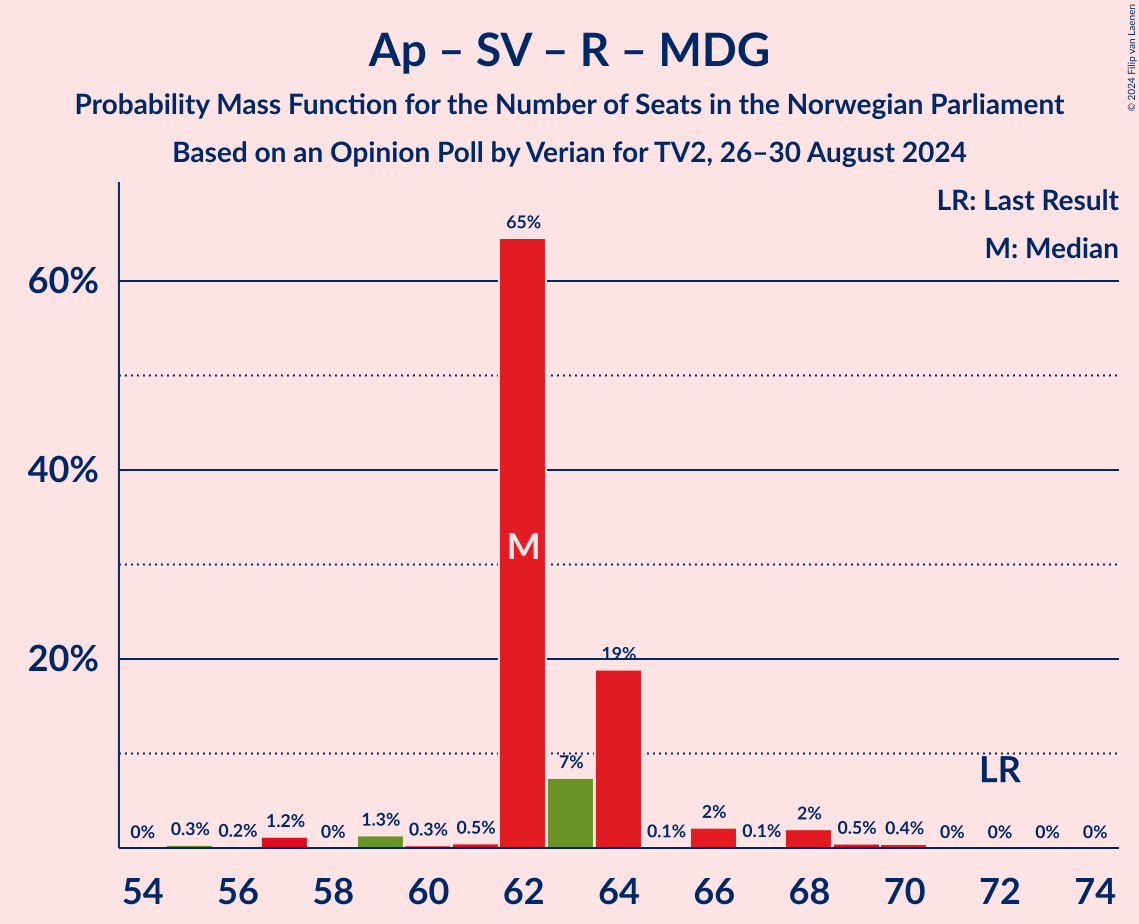 Ap – SV – R – MDG
Probability Mass Function for the Number of Seats in the Norwegian Parliament
Based on an Opinion Poll by Verian for TV2, 26–30 August 2024
© 2024 Filip van Laenen
LR: Last Result
M: Median
65%
60%
40%
M
20%
19%
7%
LR
0% 0.3% 0.2% 1.2% 0% 1.3% 0.3% 0.5% 0.1% 2% 0.1% 2% 0.5% 0.4% 0% 0% 0% 0%
54 56 58 60 62 64 66 68 70 72 74